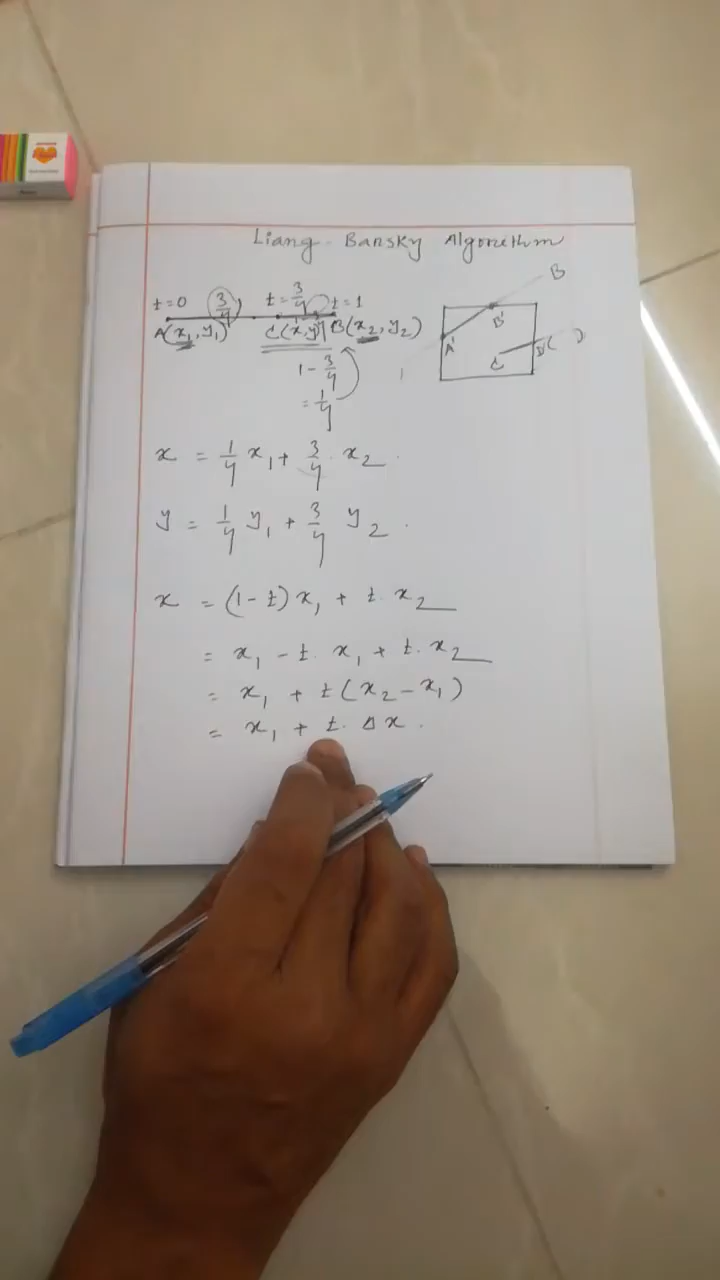 Liang-Bansky Algorithm
t=0 3/4 t=3/4 t=1
A(x₁, y₁) C(x, y) B(x₂, y₂)
1 - 3/4
= 1/4
B
B'
A'
C D'( )
x = 1/4 x₁ + 3/4 . x₂ .
y = 1/4 y₁ + 3/4 y₂ .
x = (1-t) x₁ + t. x₂
= x₁ - t. x₁ + t. x₂
= x₁ + t(x₂ - x₁)
= x₁ + t. Δx .